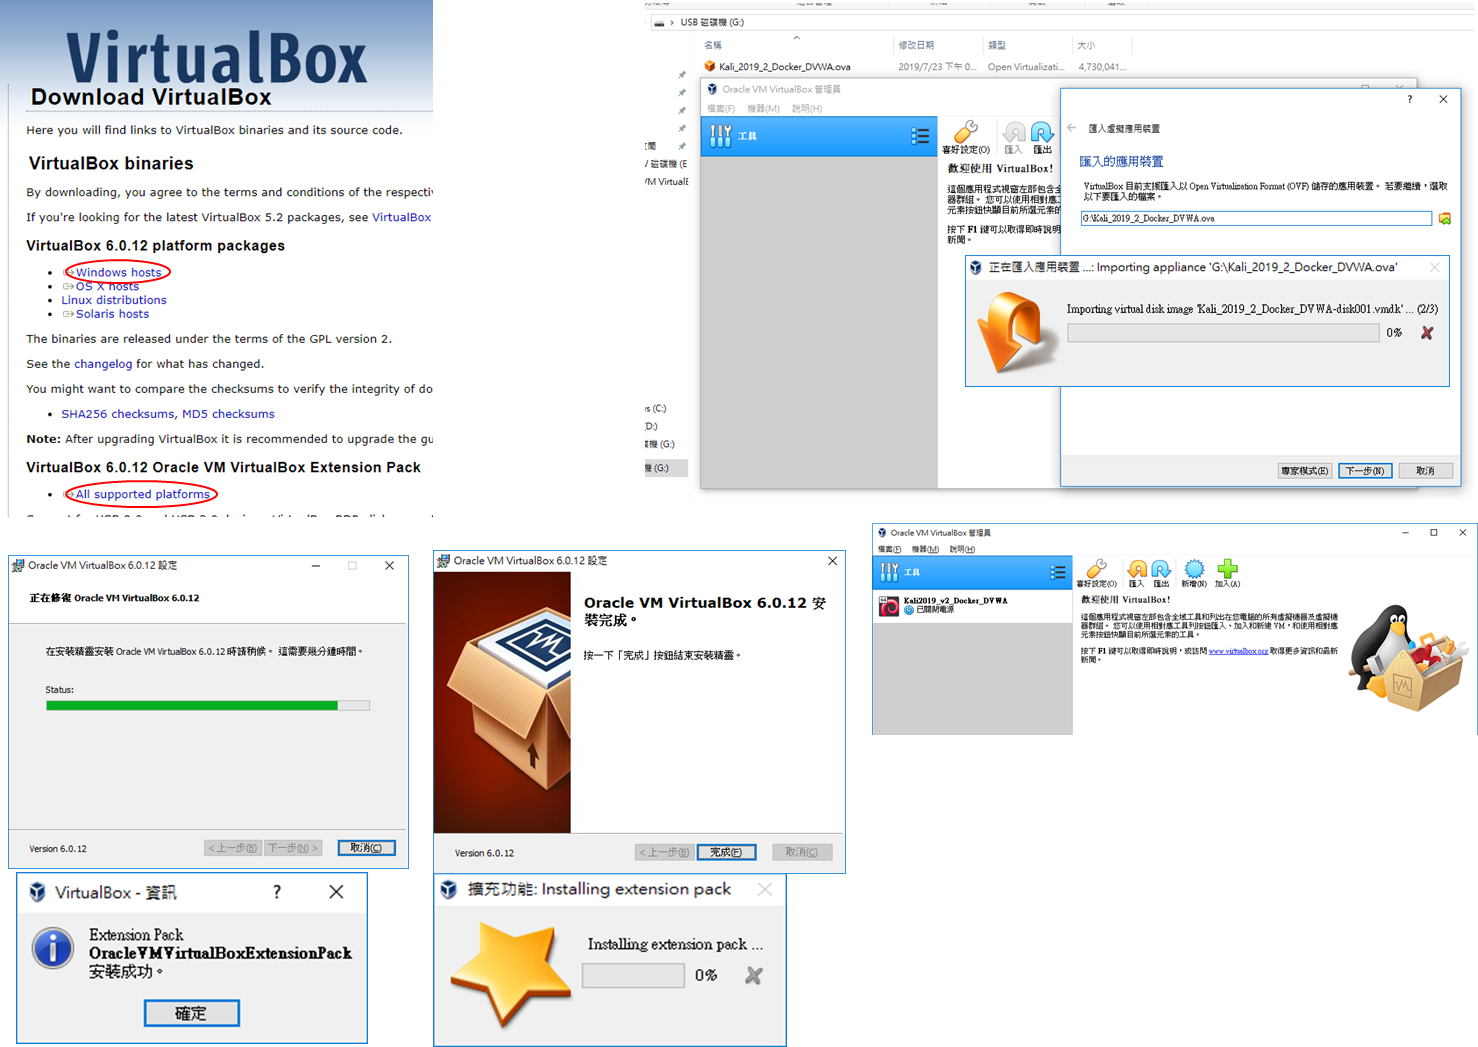 VirtualBox
Download VirtualBox
Here you will find links to VirtualBox binaries and its source code.
VirtualBox binaries
By downloading, you agree to the terms and conditions of the respecti
If you're looking for the latest VirtualBox 5.2 packages, see VirtualBox
VirtualBox 6.0.12 platform packages
Windows hosts
OS X hosts
Linux distributions
Solaris hosts
The binaries are released under the terms of the GPL version 2.
See the changelog for what has changed.
You might want to compare the checksums to verify the integrity of do
SHA256 checksums, MD5 checksums
Note: After upgrading VirtualBox it is recommended to upgrade the gu
VirtualBox 6.0.12 Oracle VM VirtualBox Extension Pack
All supported platforms
USB 磁碟機 (G:)
名稱 修改日期 類型 大小
Kali_2019_2_Docker_DVWA.ova 2019/7/23 下午 0... Open Virtualizati... 4,730,041...
磁碟機 (E
VM VirtualB
s (C:)
D:)
機 (G:)
機 (G:)
Oracle VM VirtualBox 管理員
檔案(F) 機器(M) 說明(H)
工具
喜好設定(O) 匯入 匯出
歡迎使用 VirtualBox!
這個應用程式視窗左部包含全
器群組。 您可以使用相對應工
元素按鈕快顯目前所選元素的
按下 F1 鍵可以取得即時說明
新聞。
?
匯入虛擬應用裝置
匯入的應用裝置
VirtualBox 目前支援匯入以 Open Virtualization Format (OVF) 儲存的應用裝置。 若要繼續，選取
以下要匯入的檔案。
G:\Kali_2019_2_Docker_DVWA.ova
正在匯入應用裝置 ...: Importing appliance 'G:\Kali_2019_2_Docker_DVWA.ova'
Importing virtual disk image 'Kali_2019_2_Docker_DVWA-disk001.vmdk' ... (2/3)
0%
專家模式(E) 下一步(N) 取消
Oracle VM VirtualBox 6.0.12 設定
正在修復 Oracle VM VirtualBox 6.0.12
在安裝精靈安裝 Oracle VM VirtualBox 6.0.12 時請稍候。 這需要幾分鐘時間。
Status:
Version 6.0.12 < 上一步(B) 下一步(N) > 取消(C)
Oracle VM VirtualBox 6.0.12 設定
Oracle VM VirtualBox 6.0.12 安
裝完成。
按一下「完成」按鈕結束安裝精靈。
Version 6.0.12 < 上一步(B) 完成(F) 取消(C)
Oracle VM VirtualBox 管理員
檔案(F) 機器(M) 說明(H)
工具
喜好設定(O) 匯入 匯出 新增(N) 加入(A)
Kali2019_v2_Docker_DVWA
已關閉電源
歡迎使用 VirtualBox!
這個應用程式視窗左部包含全域工具和列出在您電腦的所有虛擬機器及虛擬機
器群組。 您可以使用相對應工具列按鈕匯入、加入和新建 VM，和使用相對應
元素按鈕快顯目前所選元素的工具。
按下 F1 鍵可以取得即時說明，或訪問 www.virtualbox.org 取得更多資訊和最新
新聞。
VirtualBox - 資訊 ?
Extension Pack
Oracle VM VirtualBox Extension Pack
安裝成功。
確定
擴充功能: Installing extension pack
Installing extension pack ...
0%